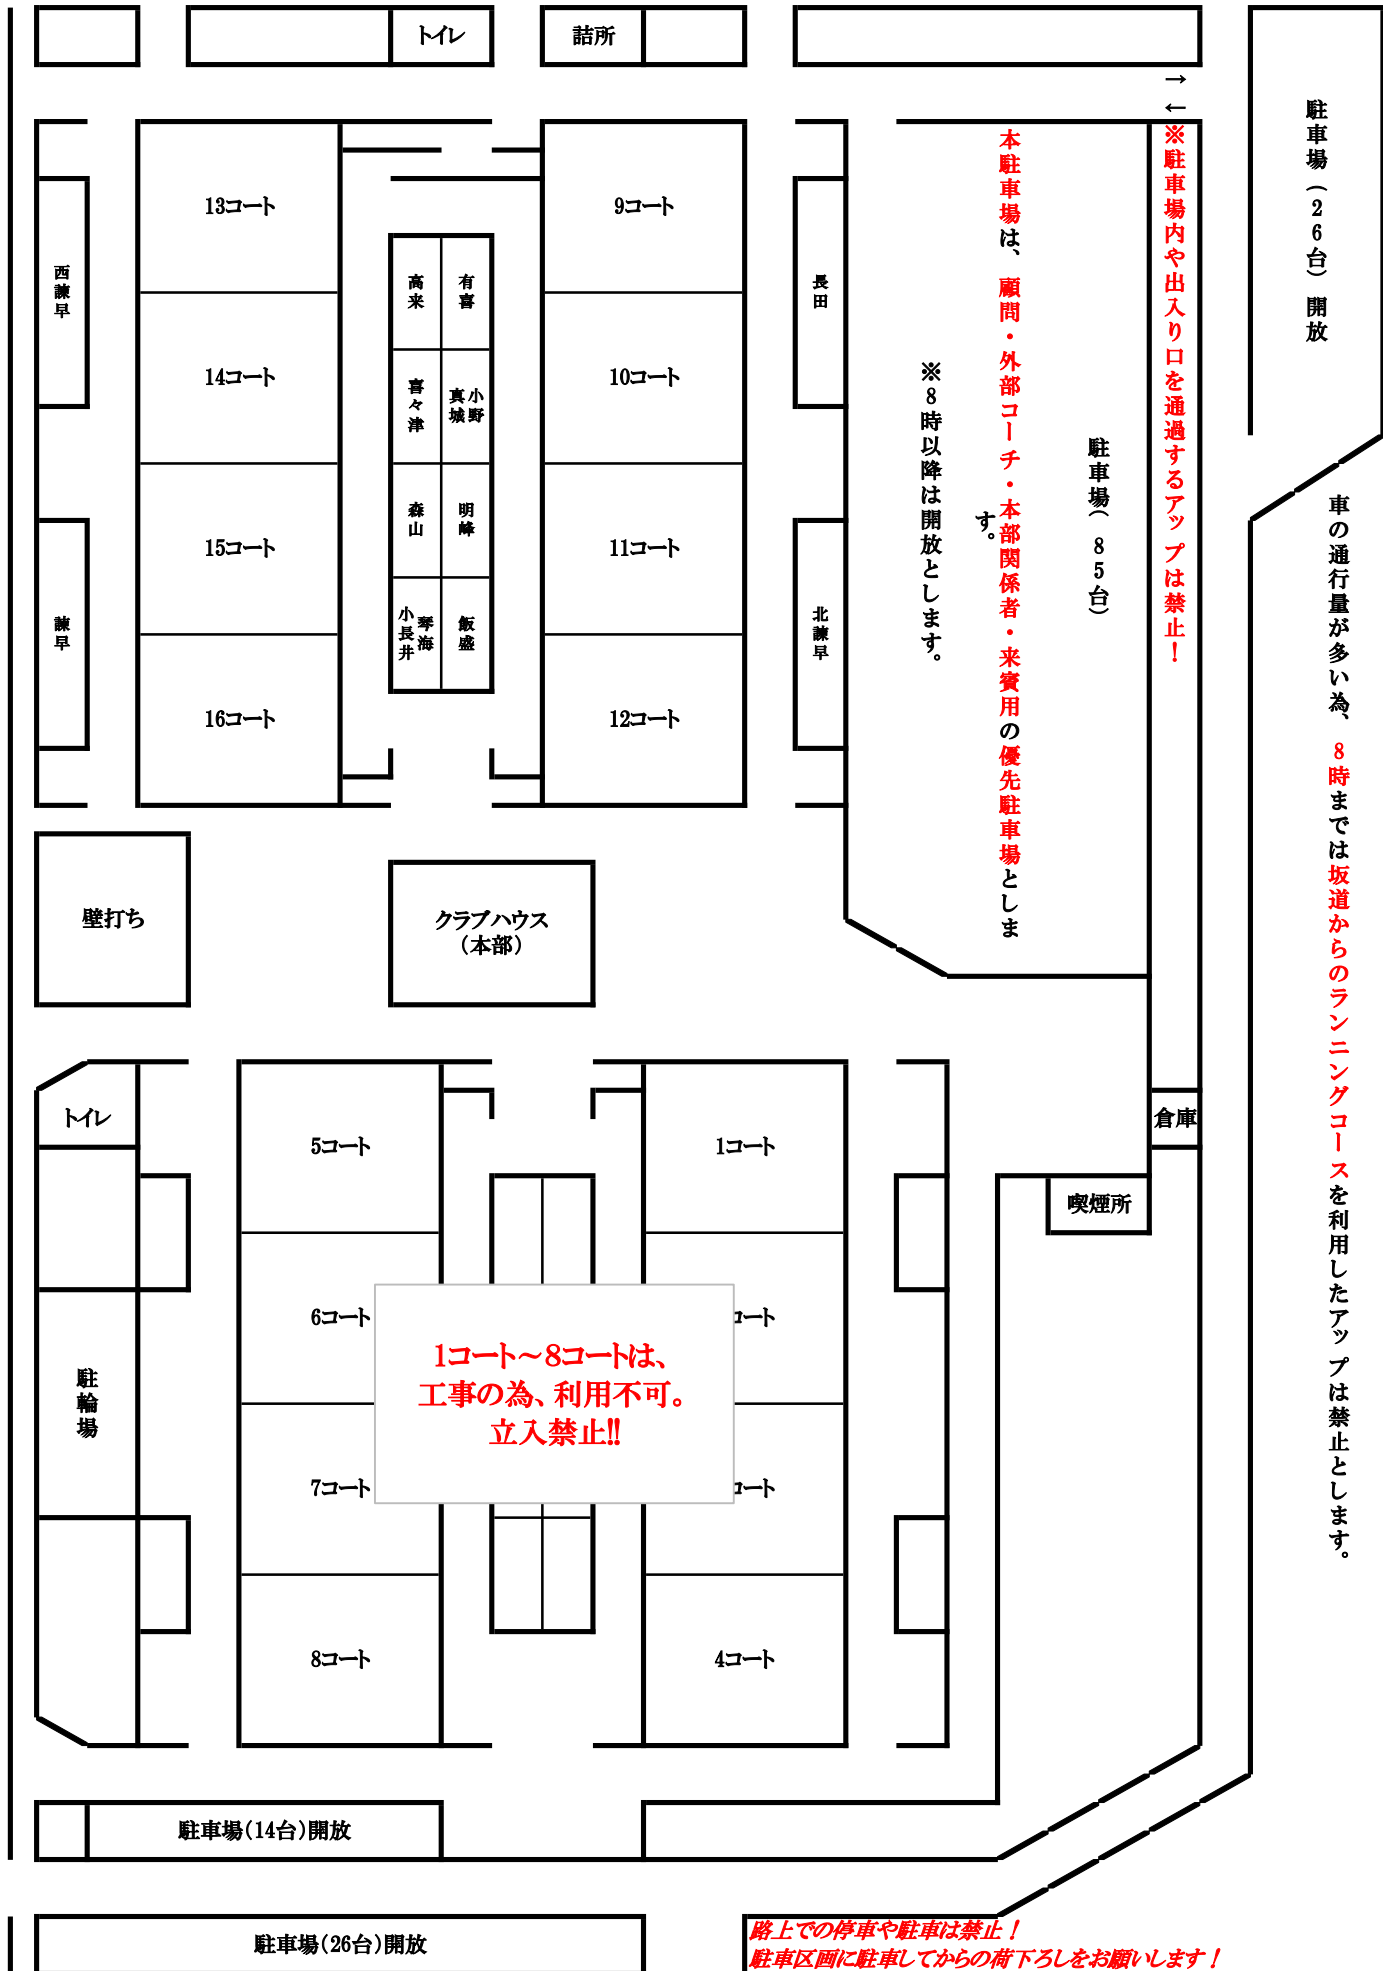 トイレ
詰所
→
←
※駐車場内や出入り口を通過するアップは禁止！
駐車場（26台）開放
13コート
14コート
15コート
16コート
9コート
10コート
11コート
12コート
西諫早
諫早
高来
有喜
喜々津
小野
真城
森山
明峰
琴海
小長井
飯盛
長田
北諫早
駐車場（85台）
本駐車場は、顧問・外部コーチ・本部関係者・来賓用の優先駐車場としま
す。
※8時以降は開放とします。
車の通行量が多い為、8時までは坂道からのランニングコースを利用したアップは禁止とします。
壁打ち
クラブハウス
（本部）
トイレ
5コート
1コート
倉庫
喫煙所
6コート
コート
1コート～8コートは、
工事の為、利用不可。
立入禁止!!
駐輪場
7コート
コート
8コート
4コート
駐車場（14台）開放
駐車場（26台）開放
路上での停車や駐車は禁止！
駐車区画に駐車してからの荷下ろしをお願いします！